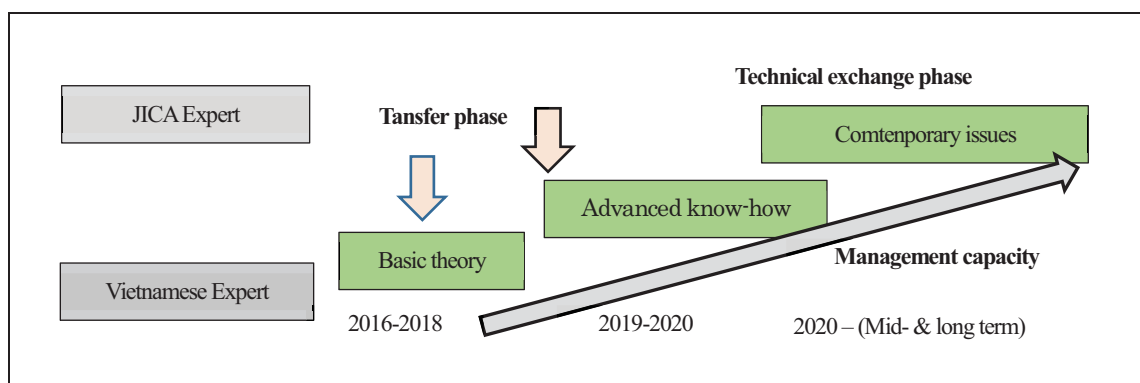 Technical exchange phase
JICA Expert
Tansfer phase
Comtenporary issues
Advanced know-how
Basic theory
Management capacity
Vietnamese Expert
2016-2018
2019-2020
2020 – (Mid- & long term)